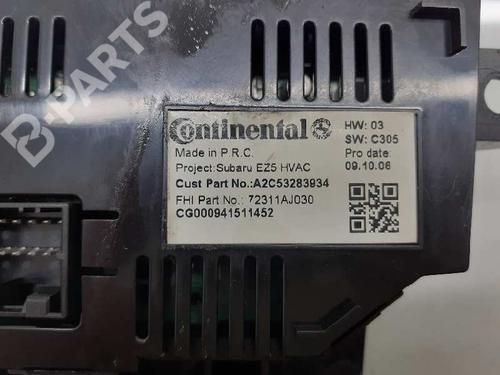 B-PARTS
Continental
HW: 03
SW: C305
Made in P.R.C.
Pro date:
Project: Subaru EZ5 HVAC
09.10.06
Cust Part No.:A2C53283934
FHI Part No.: 72311AJ030
CG000941511452